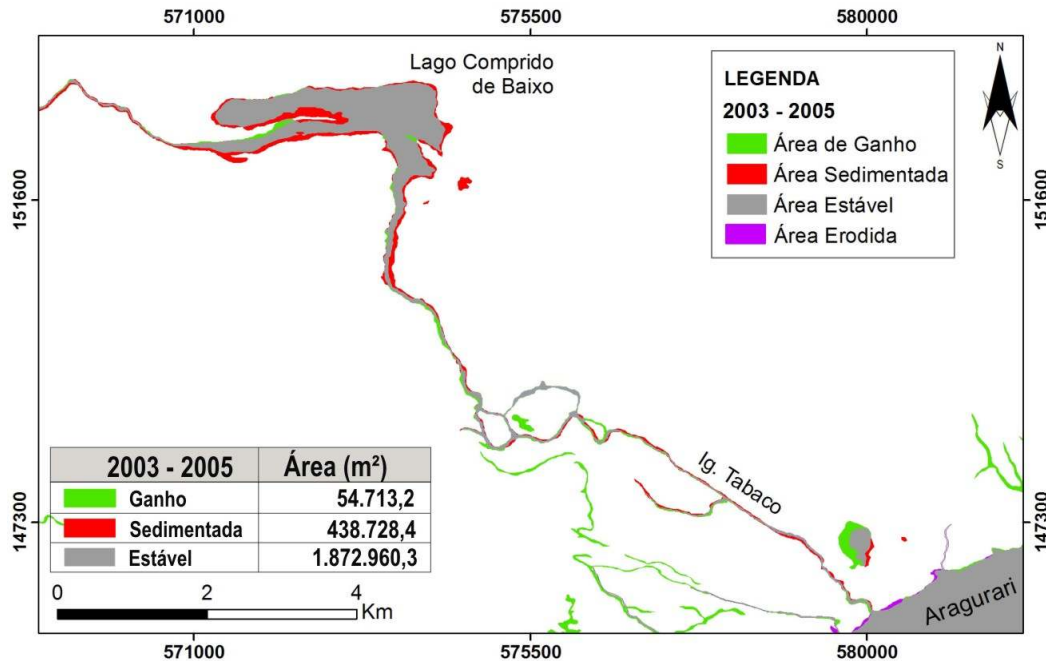 571000 575500 580000
Lago Comprido
de Baixo
LEGENDA
2003 - 2005
Área de Ganho
Área Sedimentada
Área Estável
Área Erodida
N
S
151600
151600
Ig. Tabaco
2003 - 2005 Área (m²)
Ganho 54.713,2
Sedimentada 438.728,4
Estável 1.872.960,3
147300
147300
0 2 4
Km
Aragurari
571000 575500 580000